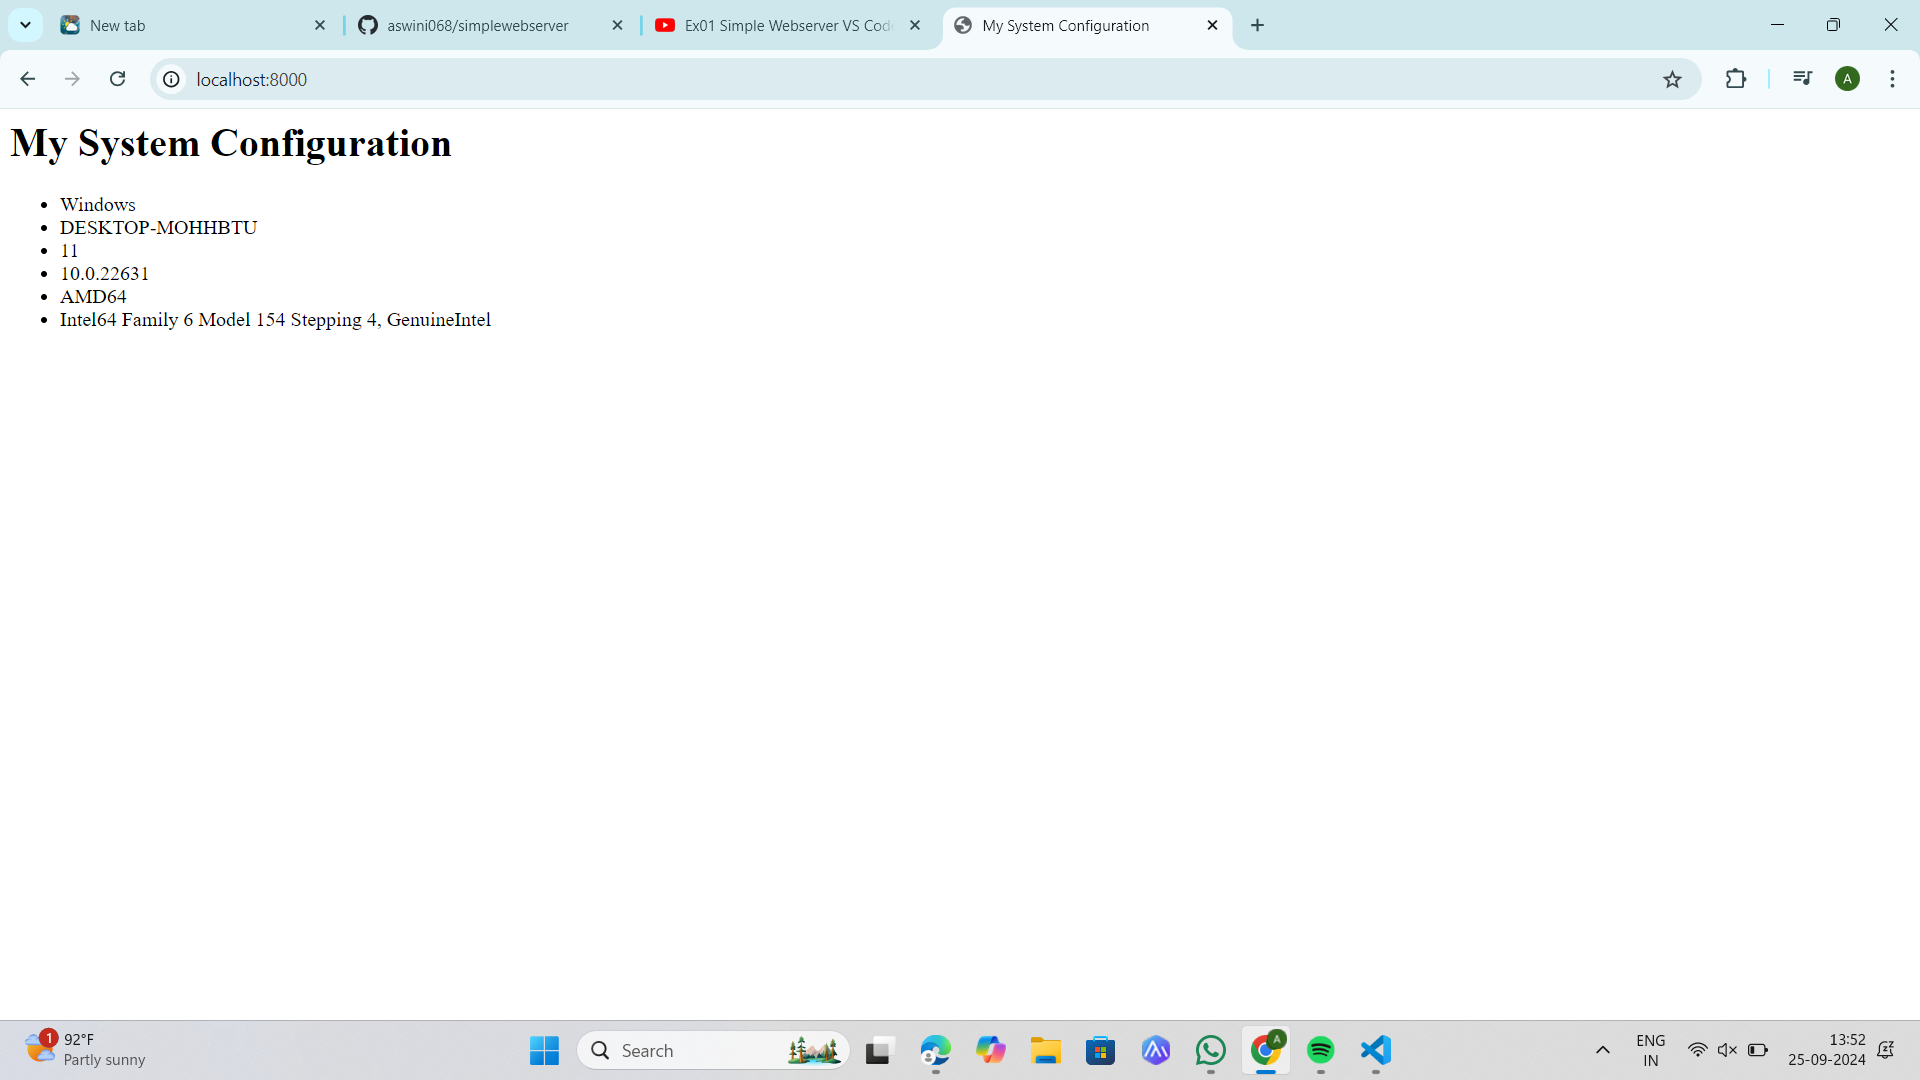 New tab
aswini068/simplewebserver
Ex01 Simple Webserver VS Cod
My System Configuration
localhost:8000
A
My System Configuration
Windows
DESKTOP-MOHHBTU
11
10.0.22631
AMD64
Intel64 Family 6 Model 154 Stepping 4, GenuineIntel
1
92°F
Partly sunny
Search
A
ENG
IN
13:52
25-09-2024